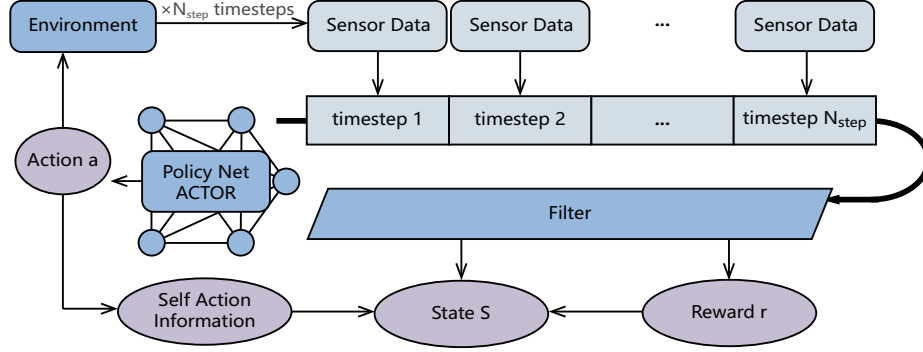 Environment
×N_step timesteps
Sensor Data
Sensor Data
...
Sensor Data
timestep 1
timestep 2
...
timestep N_step
Action a
Policy Net
ACTOR
Filter
Self Action
Information
State S
Reward r